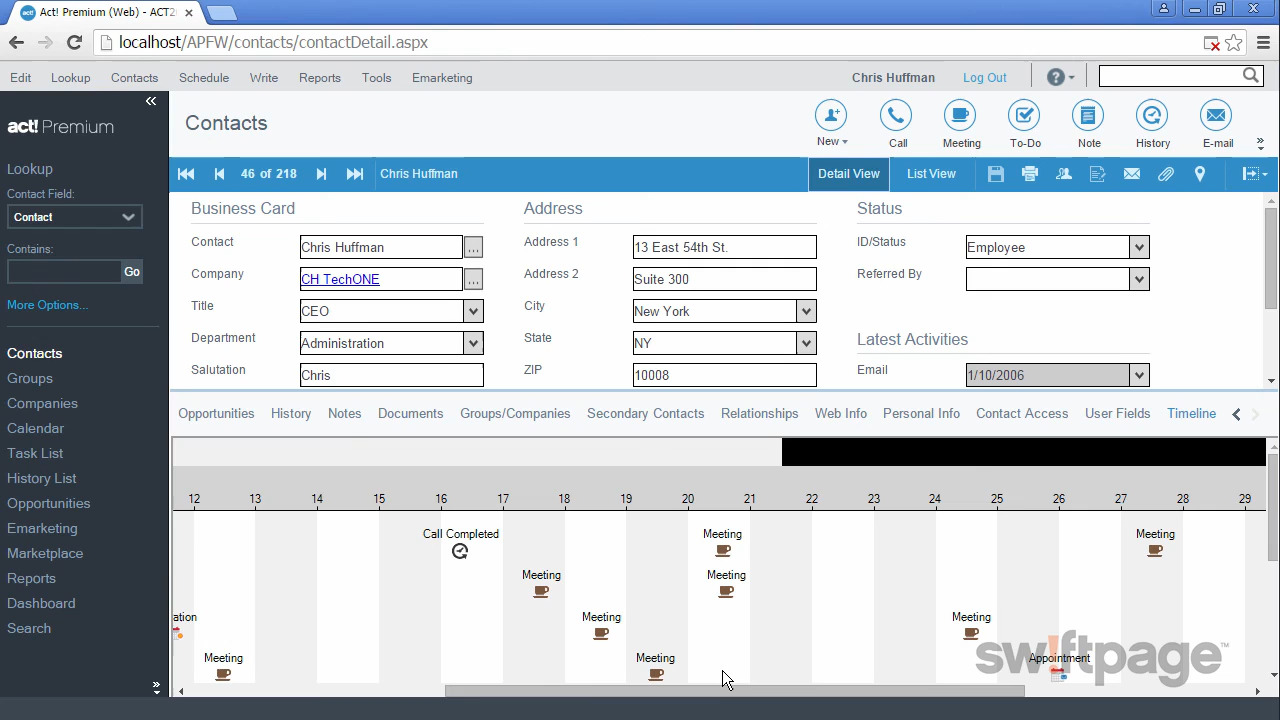 Act! Premium (Web) - ACT2
localhost/APFW/contacts/contactDetail.aspx
Edit Lookup Contacts Schedule Write Reports Tools Emarketing Chris Huffman Log Out
act! Premium
Contacts
New Call Meeting To-Do Note History E-mail
46 of 218 Chris Huffman Detail View List View
Lookup
Contact Field:
Contact
Contains:
Go
More Options...
Contacts
Groups
Companies
Calendar
Task List
History List
Opportunities
Emarketing
Marketplace
Reports
Dashboard
Search
Business Card
Contact Chris Huffman ...
Company CH TechONE ...
Title CEO
Department Administration
Salutation Chris
Address
Address 1 13 East 54th St.
Address 2 Suite 300
City New York
State NY
ZIP 10008
Status
ID/Status Employee
Referred By
Latest Activities
Email 1/10/2006
Opportunities History Notes Documents Groups/Companies Secondary Contacts Relationships Web Info Personal Info Contact Access User Fields Timeline
12 13 14 15 16 17 18 19 20 21 22 23 24 25 26 27 28 29
Call Completed Meeting Meeting
Meeting Meeting
ation Meeting Meeting
Meeting Meeting Appointment
swiftpage™